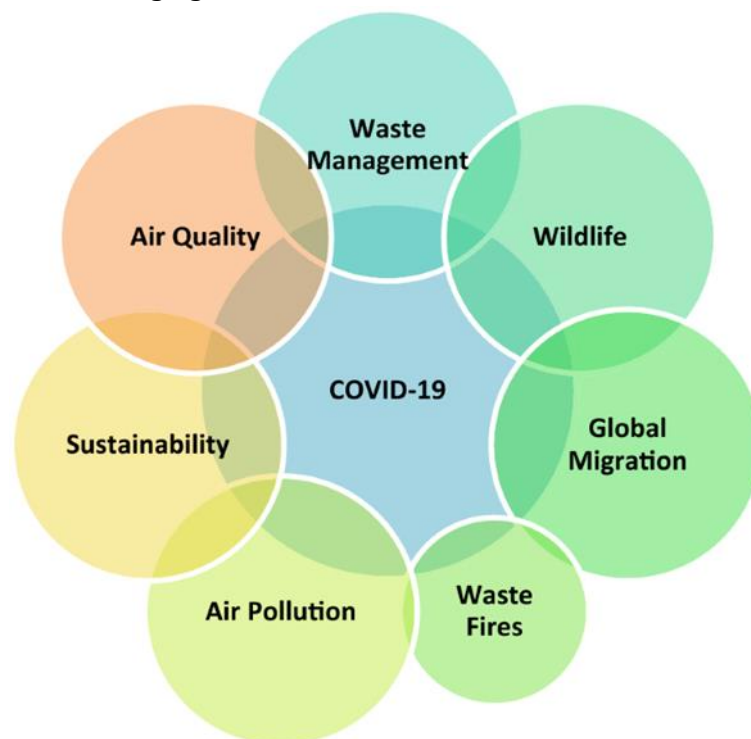 Waste
Management
Air Quality
Wildlife
COVID-19
Sustainability
Global
Migration
Air Pollution
Waste
Fires